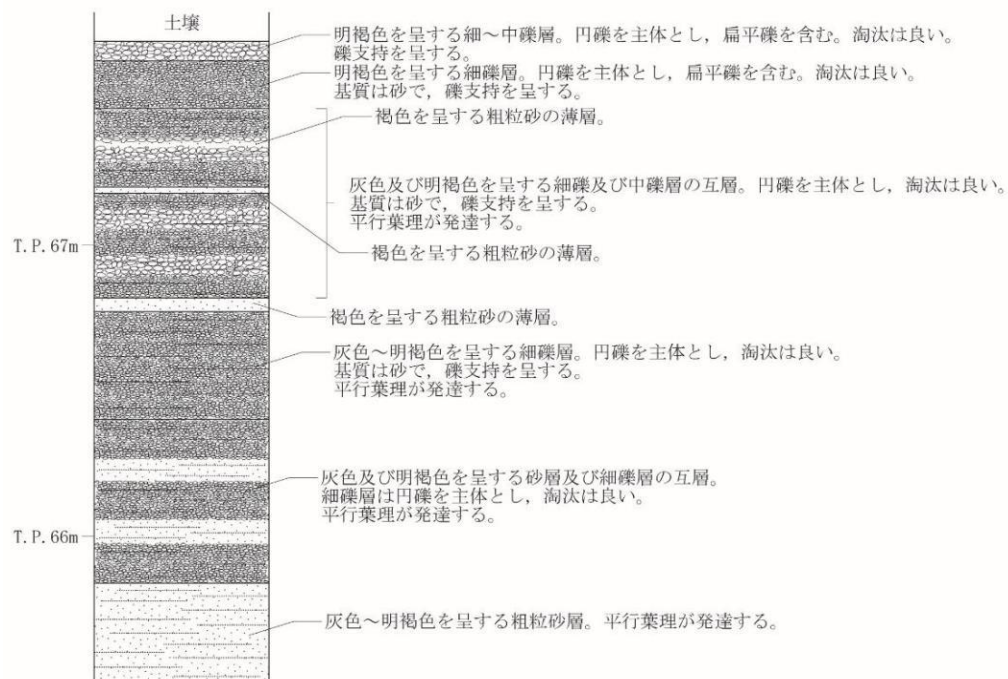 土壌
明褐色を呈する細～中礫層。円礫を主体とし，扁平礫を含む。淘汰は良い。
礫支持を呈する。
明褐色を呈する細礫層。円礫を主体とし，扁平礫を含む。淘汰は良い。
基質は砂で，礫支持を呈する。
褐色を呈する粗粒砂の薄層。
灰色及び明褐色を呈する細礫及び中礫層の互層。円礫を主体とし，淘汰は良い。
基質は砂で，礫支持を呈する。
平行葉理が発達する。
T.P.67m
褐色を呈する粗粒砂の薄層。
褐色を呈する粗粒砂の薄層。
灰色～明褐色を呈する細礫層。円礫を主体とし，淘汰は良い。
基質は砂で，礫支持を呈する。
平行葉理が発達する。
灰色及び明褐色を呈する砂層及び細礫層の互層。
細礫層は円礫を主体とし，淘汰は良い。
平行葉理が発達する。
T.P.66m
灰色～明褐色を呈する粗粒砂層。平行葉理が発達する。